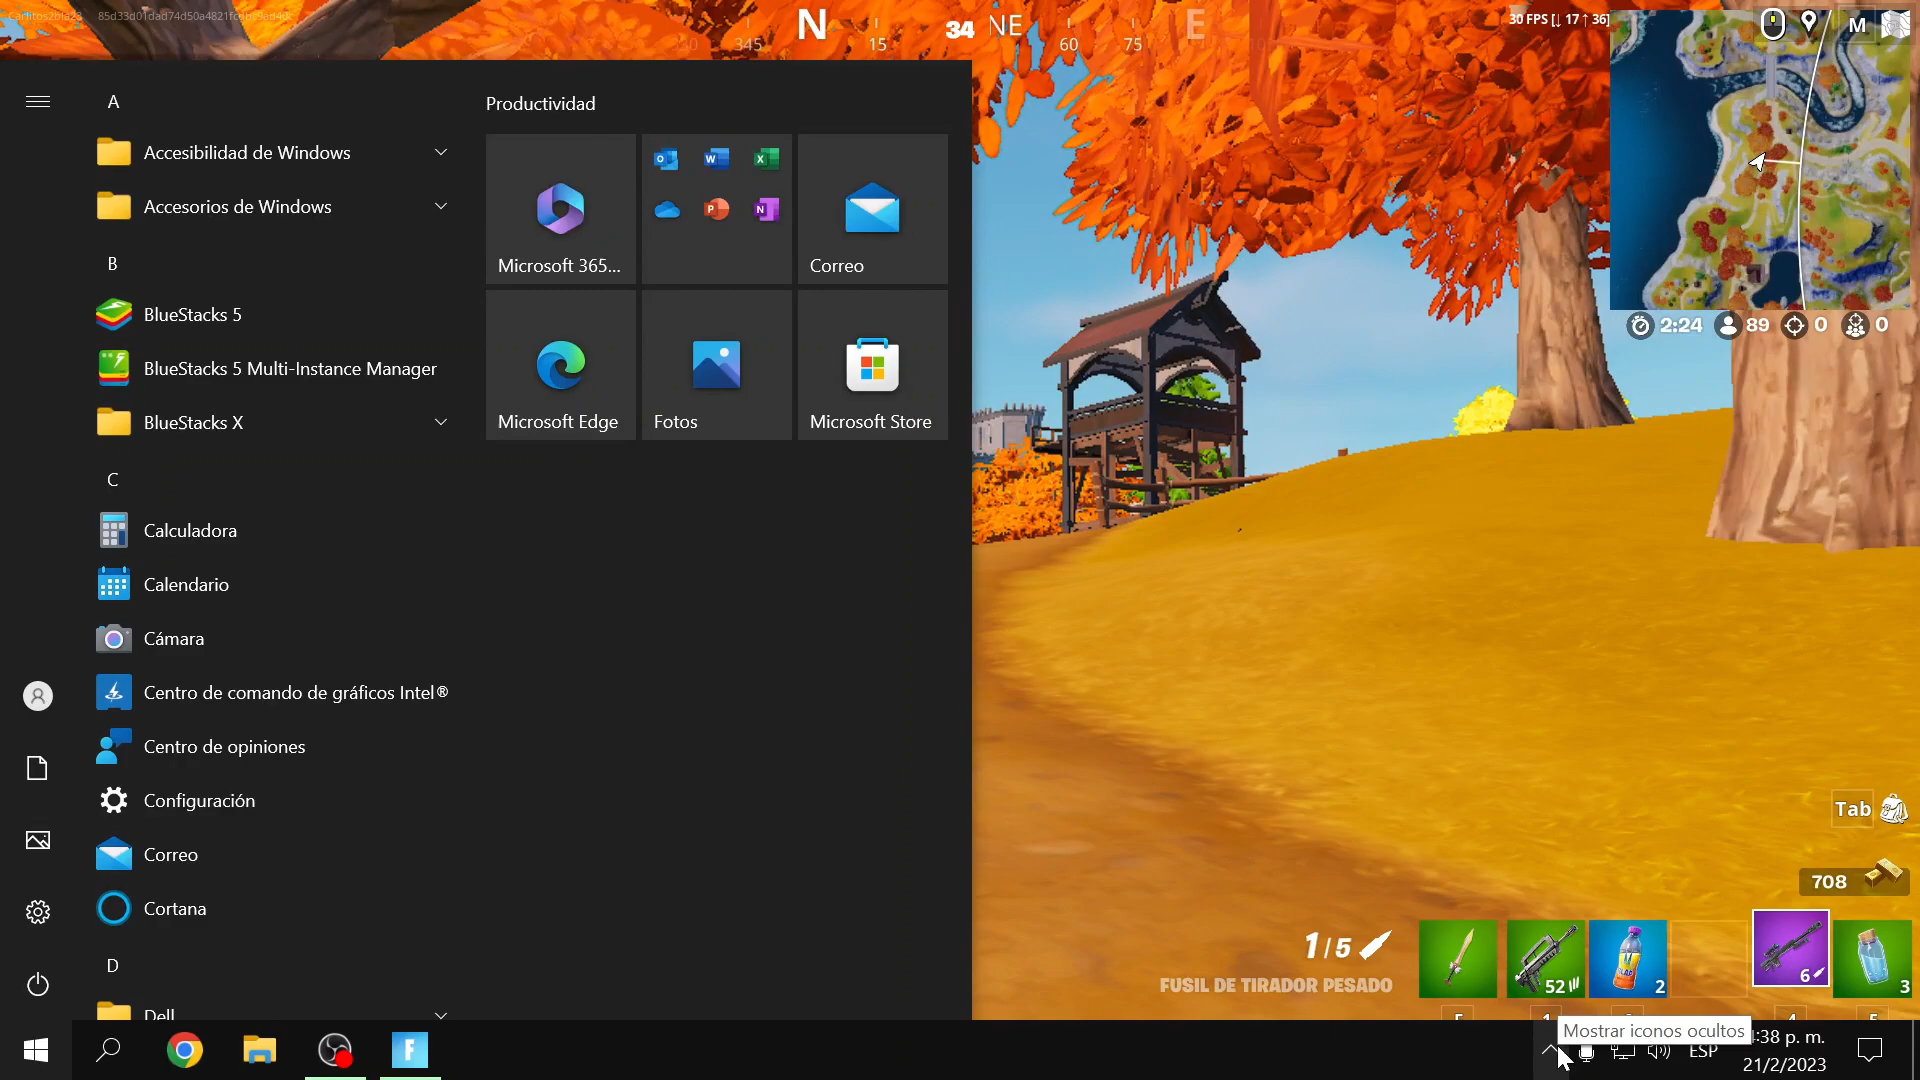 N
34 NE
E
345
15
60
75
30 FPS [↓ 17 ↑ 36]
M
A
Accesibilidad de Windows
Accesorios de Windows
B
BlueStacks 5
BlueStacks 5 Multi-Instance Manager
BlueStacks X
C
Calculadora
Calendario
Cámara
Centro de comando de gráficos Intel®
Centro de opiniones
Configuración
Correo
Cortana
D
Dell
Productividad
Microsoft 365...
Correo
Microsoft Edge
Fotos
Microsoft Store
2:24
89
0
0
Tab
708
1/5
FUSIL DE TIRADOR PESADO
52
2
6
3
Mostrar iconos ocultos
ESP
:38 p. m.
21/2/2023